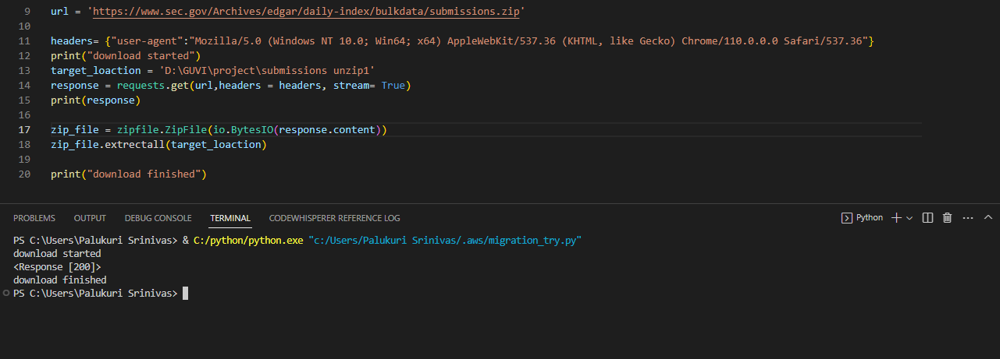 9 url = 'https://www.sec.gov/Archives/edgar/daily-index/bulkdata/submissions.zip'
10
11 headers= {"user-agent":"Mozilla/5.0 (Windows NT 10.0; Win64; x64) AppleWebKit/537.36 (KHTML, like Gecko) Chrome/110.0.0.0 Safari/537.36"}
12 print("download started")
13 target_loaction = 'D:\GUVI\project\submissions unzip1'
14 response = requests.get(url,headers = headers, stream= True)
15 print(response)
16
17 zip_file = zipfile.ZipFile(io.BytesIO(response.content))
18 zip_file.extrectall(target_loaction)
19
20 print("download finished")
PROBLEMS OUTPUT DEBUG CONSOLE TERMINAL CODEWHISPERER REFERENCE LOG Python
PS C:\Users\Palukuri Srinivas> & C:/python/python.exe "c:/Users/Palukuri Srinivas/.aws/migration_try.py"
download started
<Response [200]>
download finished
PS C:\Users\Palukuri Srinivas>